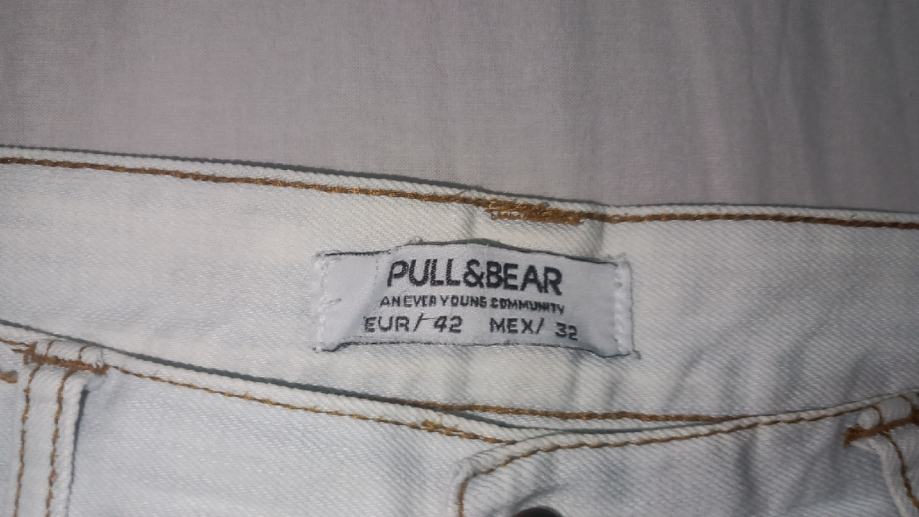 PULL&BEAR
AN EVER YOUNG COMMUNITY
EUR/ 42 MEX/ 32